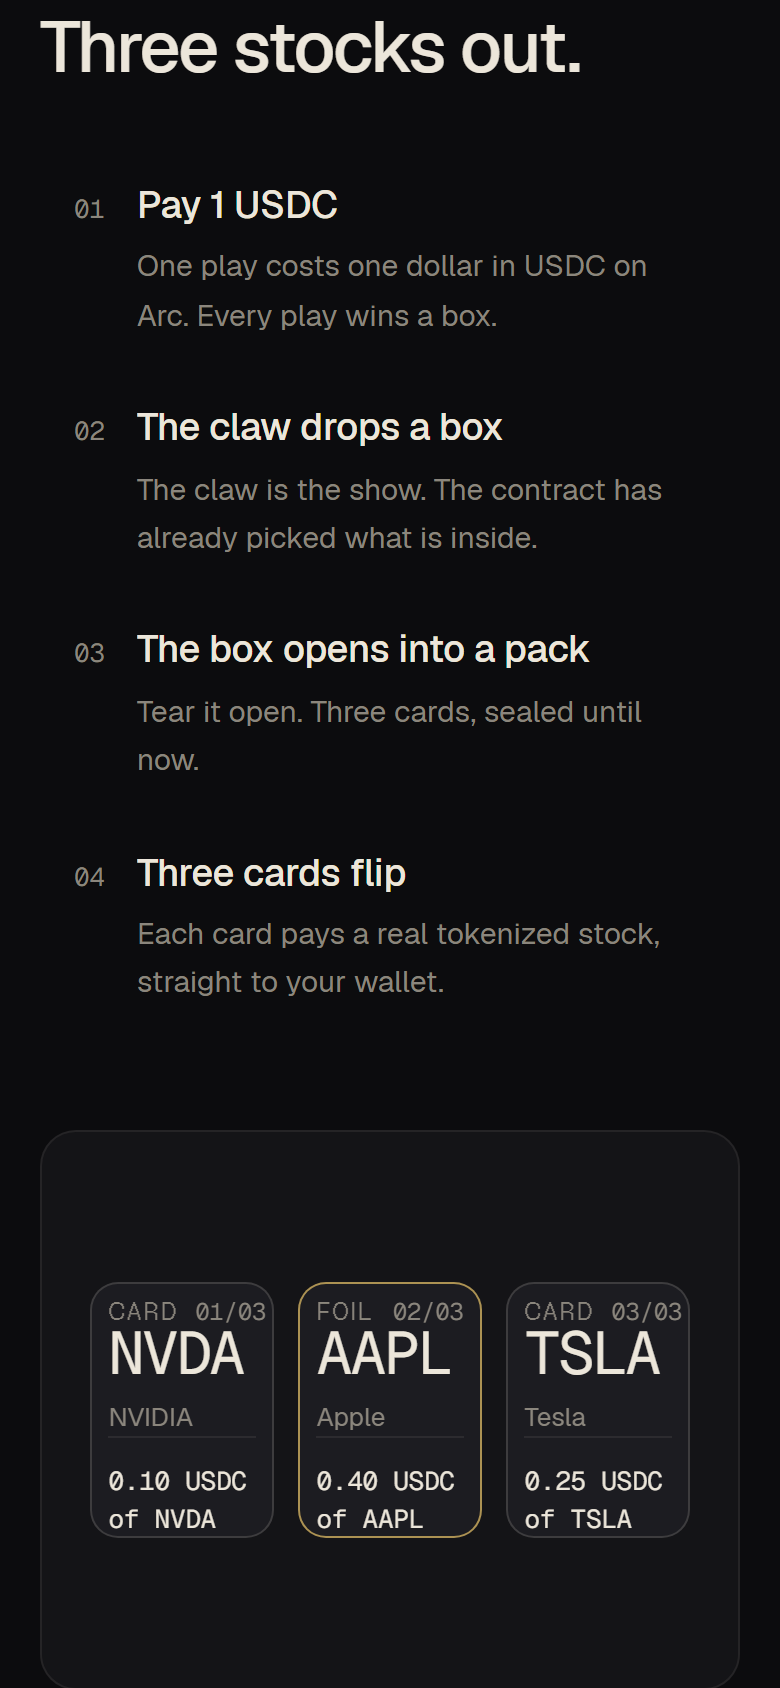 Three stocks out.
01 Pay 1 USDC
One play costs one dollar in USDC on
Arc. Every play wins a box.
02 The claw drops a box
The claw is the show. The contract has
already picked what is inside.
03 The box opens into a pack
Tear it open. Three cards, sealed until
now.
04 Three cards flip
Each card pays a real tokenized stock,
straight to your wallet.
CARD 01/03
NVDA
NVIDIA
0.10 USDC
of NVDA
FOIL 02/03
AAPL
Apple
0.40 USDC
of AAPL
CARD 03/03
TSLA
Tesla
0.25 USDC
of TSLA